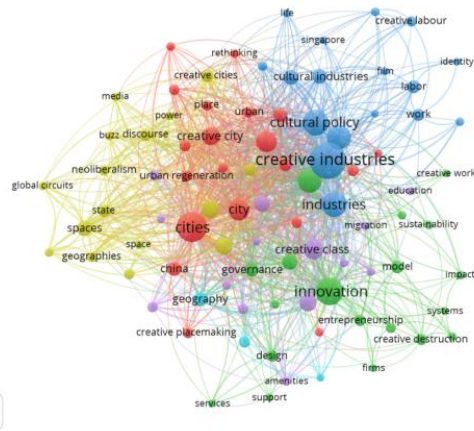 life
creative labour
singapore
rethinking
identity
film
creative cities
cultural industries
labor
media
place
urban
work
power
cultural policy
buzz
discourse
creative city
creative industries
neoliberalism
creative work
urban regeneration
education
global circuits
industries
state
city
migration
sustainability
spaces
cities
space
creative class
geographies
china
governance
model
impact
geography
innovation
systems
entrepreneurship
creative placemaking
creative destruction
design
firms
amenities
support
services